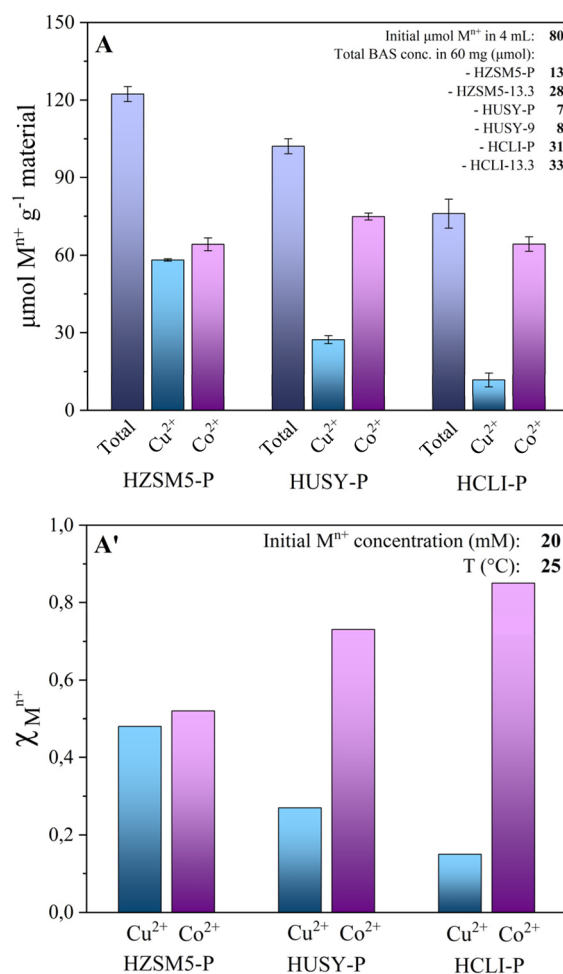 A
Initial μmol Mⁿ⁺ in 4 mL: 80
Total BAS conc. in 60 mg (μmol):
- HZSM5-P 13
- HZSM5-13.3 28
- HUSY-P 7
- HUSY-9 8
- HCLI-P 31
- HCLI-13.3 33
μmol Mⁿ⁺ g⁻¹ material
150
120
90
60
30
0
Total Cu²⁺ Co²⁺ Total Cu²⁺ Co²⁺ Total Cu²⁺ Co²⁺
HZSM5-P HUSY-P HCLI-P
A'
Initial Mⁿ⁺ concentration (mM): 20
T (°C): 25
χ Mⁿ⁺
1,0
0,8
0,6
0,4
0,2
0,0
Cu²⁺ Co²⁺ Cu²⁺ Co²⁺ Cu²⁺ Co²⁺
HZSM5-P HUSY-P HCLI-P